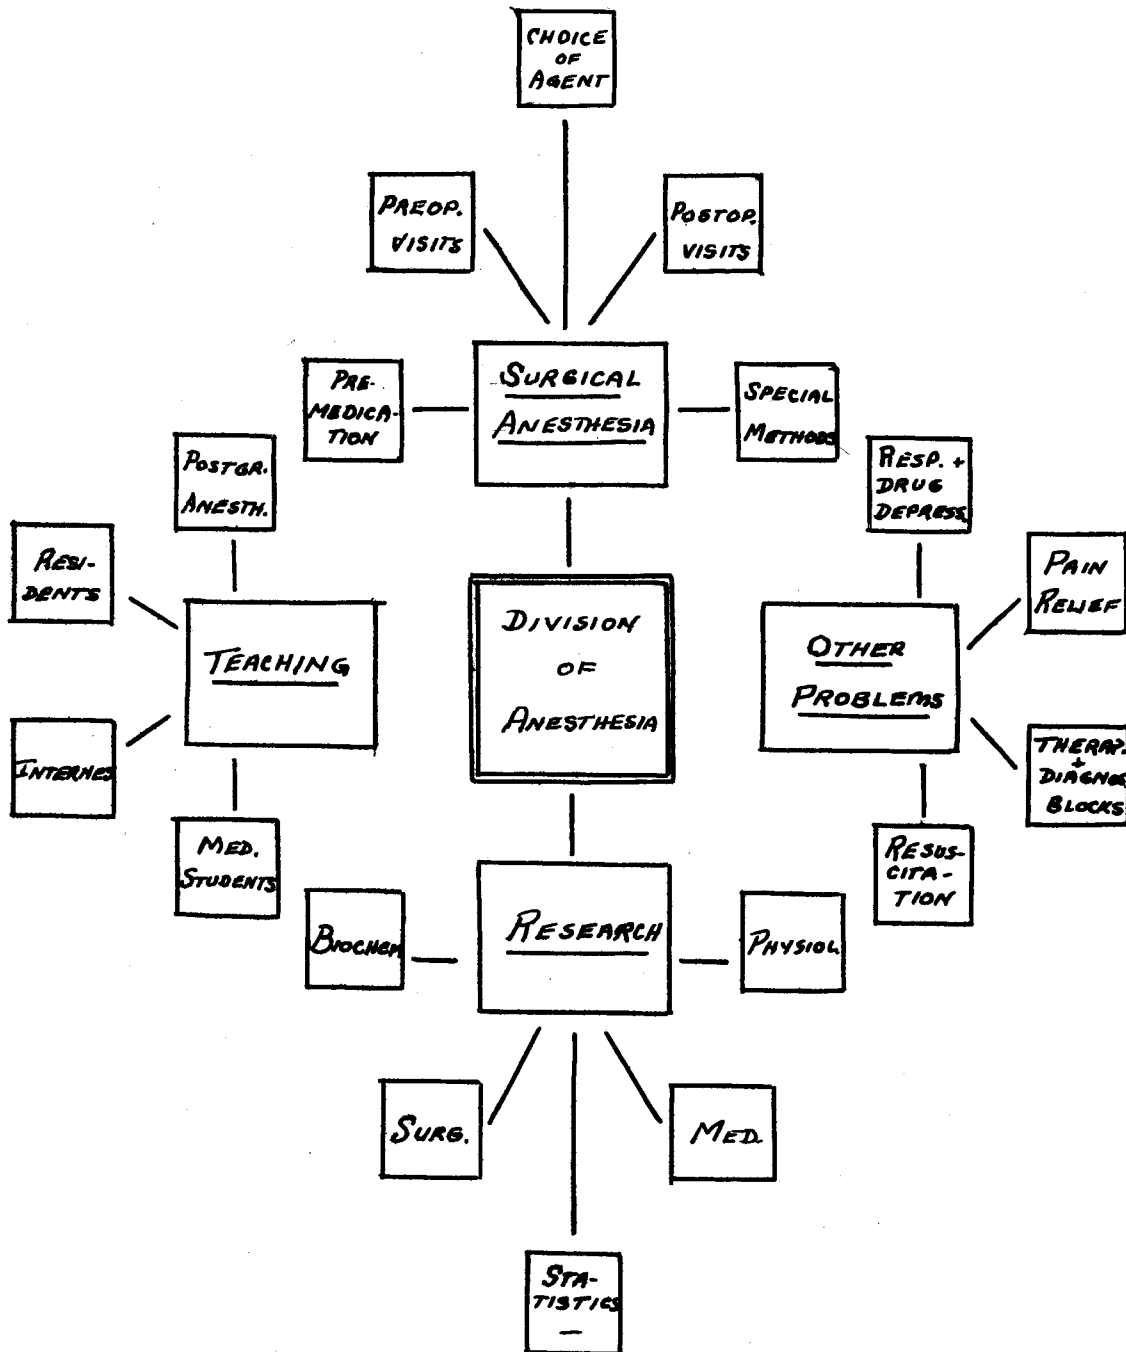 CHOICE
OF
AGENT
PREOP.
VISITS
POSTOP.
VISITS
PRE-
MEDICA-
TION
SURGICAL
ANESTHESIA
SPECIAL
METHODS
POSTGR.
ANESTH.
RESP. +
DRUG
DEPRESS.
RESI-
DENTS
PAIN
RELIEF
TEACHING
DIVISION
OF
ANESTHESIA
OTHER
PROBLEMS
INTERNES
THERAP.
+
DIAGNOS.
BLOCKS
MED.
STUDENTS
RESUS-
CITA-
TION
BIOCHEM
RESEARCH
PHYSIOL
SURG.
MED.
STA-
TISTICS